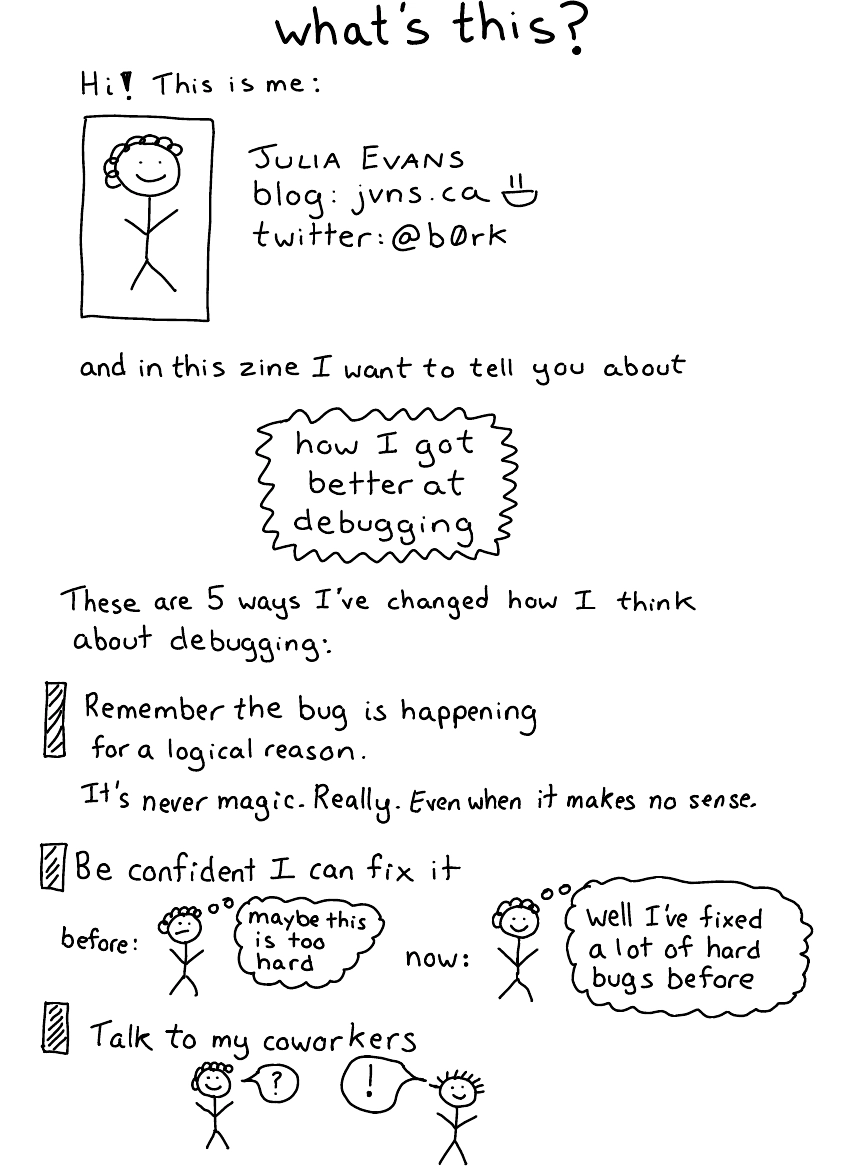 what's this?
Hi! This is me:
JULIA EVANS
blog: jvns.ca
twitter: @b0rk
and in this zine I want to tell you about
how I got
better at
debugging
These are 5 ways I've changed how I think
about debugging:
Remember the bug is happening
for a logical reason.
It's never magic. Really. Even when it makes no sense.
Be confident I can fix it
before:
maybe this
is too
hard
now:
well I've fixed
a lot of hard
bugs before
Talk to my coworkers
?
!